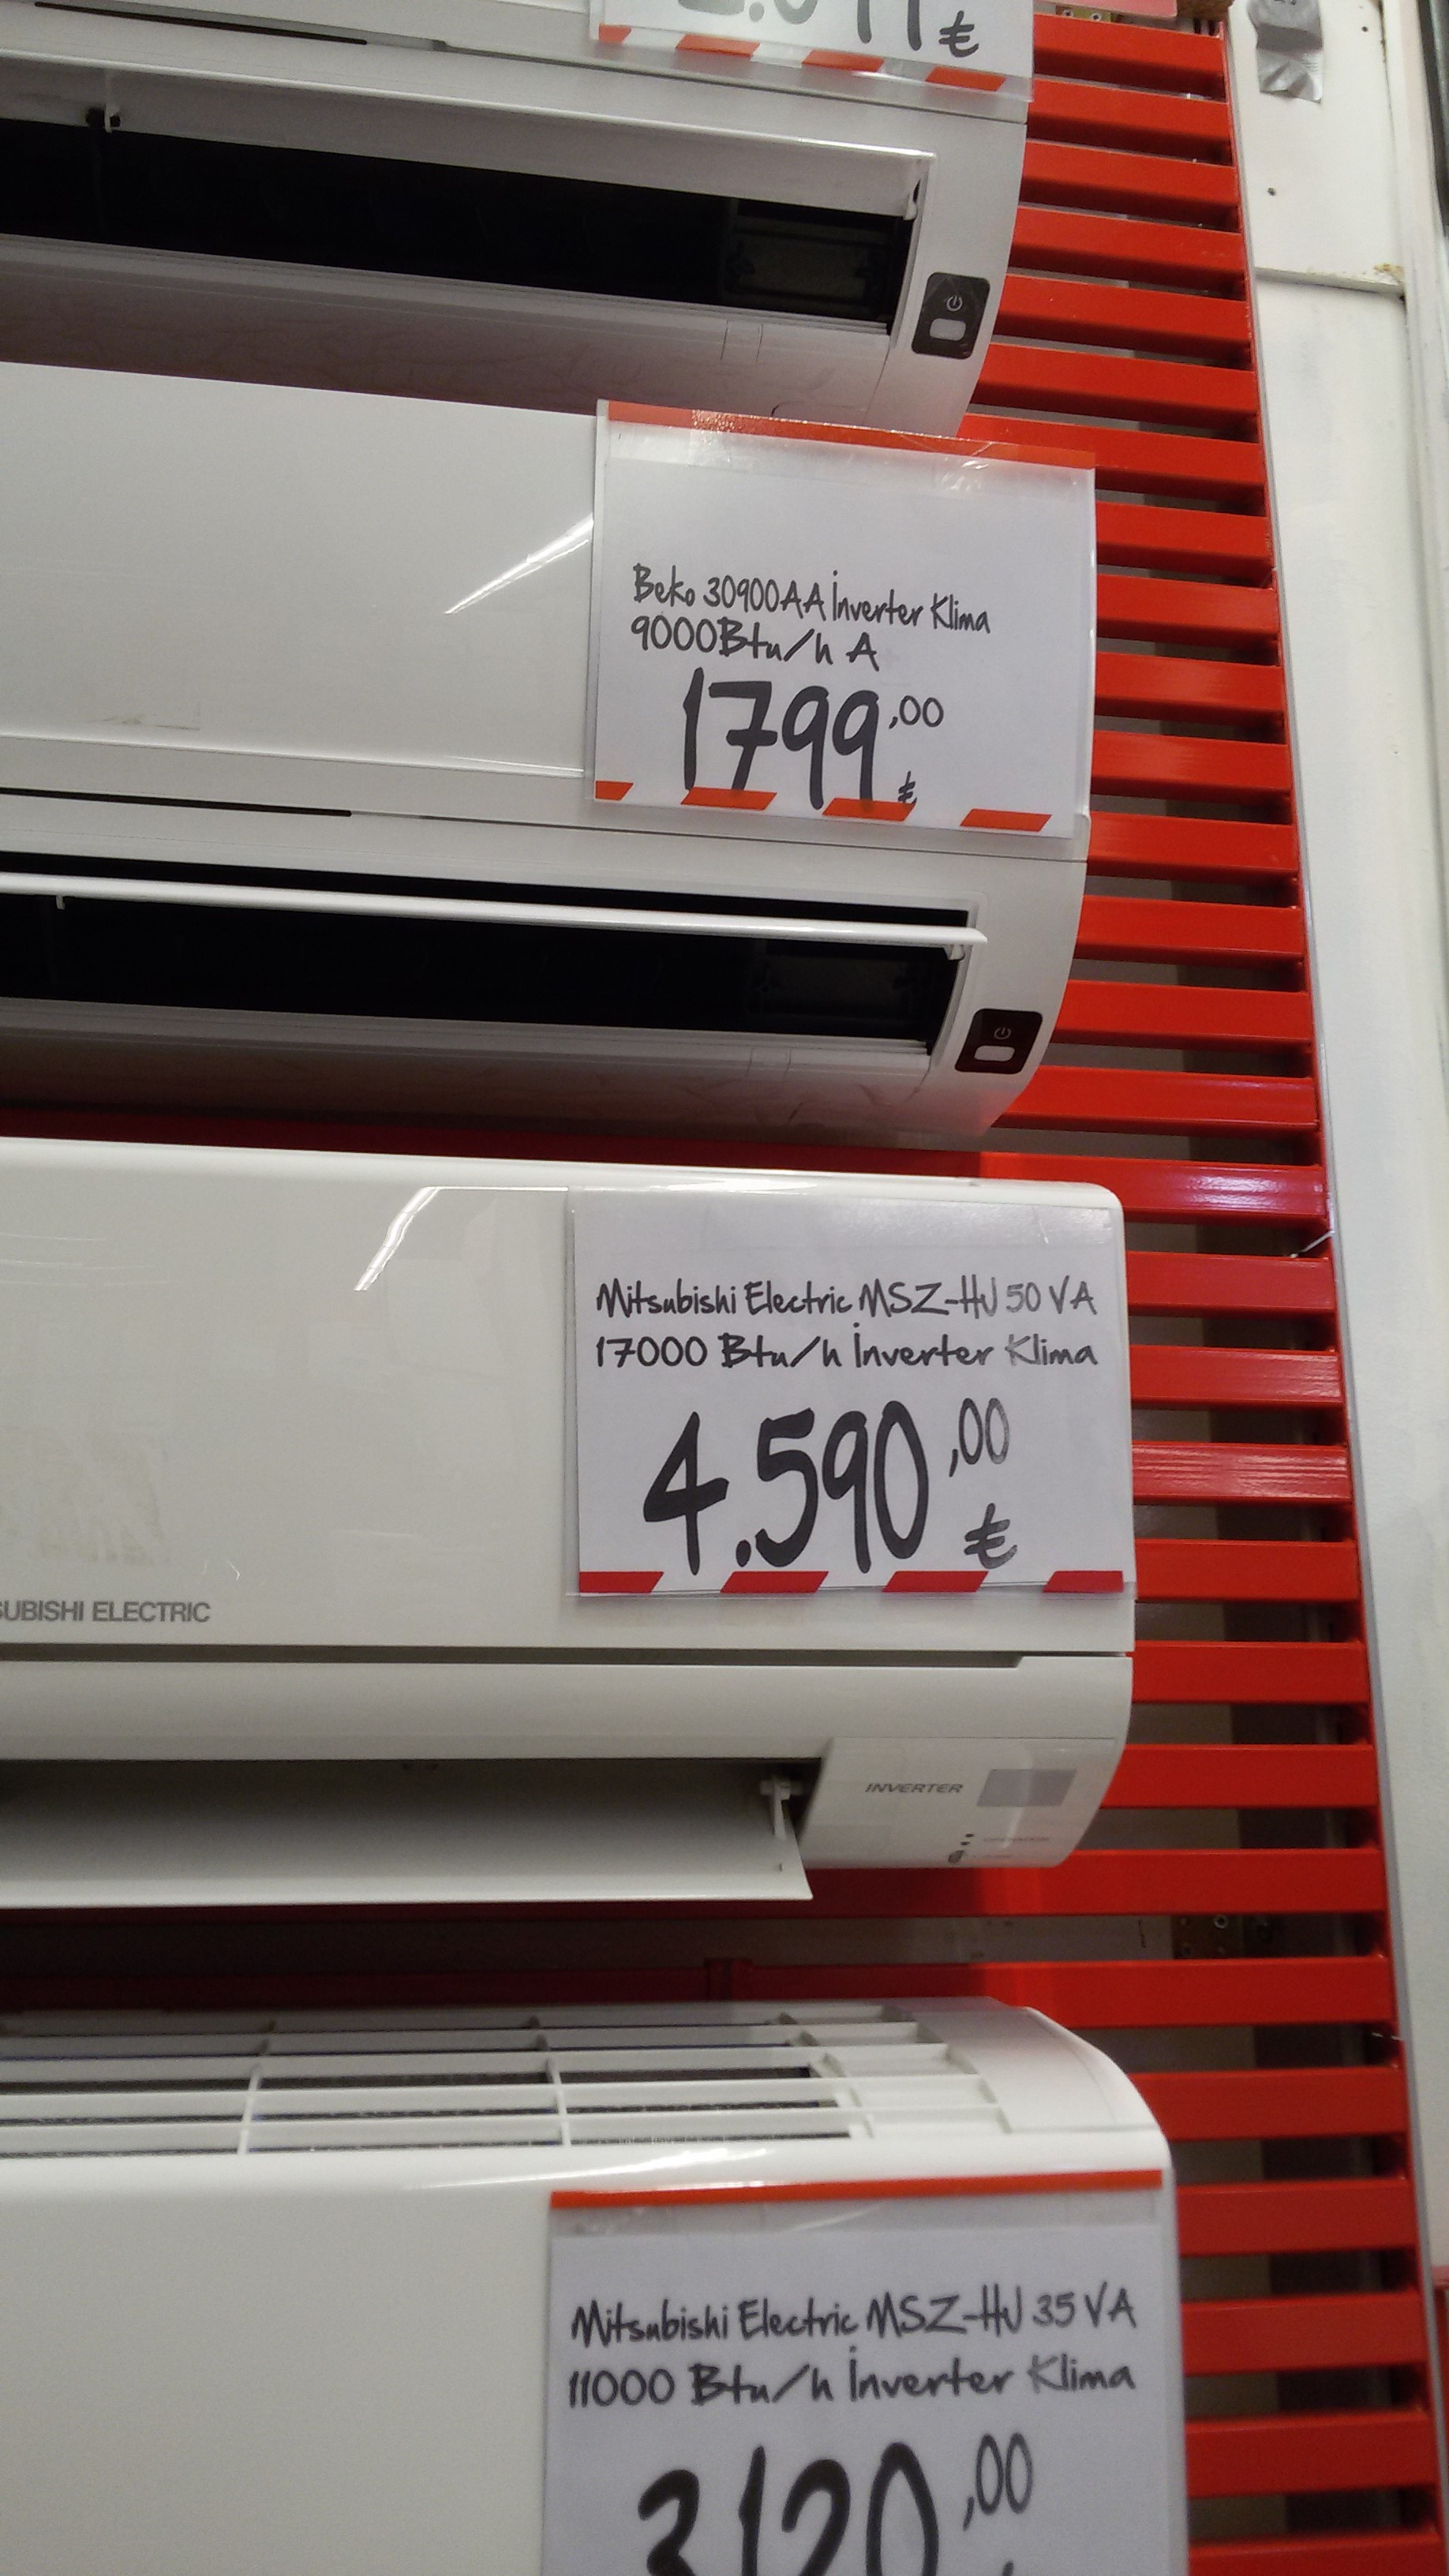 ₺
Beko 30900AA İnverter Klima
9000Btu/h A
1799,00
₺
Mitsubishi Electric MSZ-HJ 50 VA
17000 Btu/h İnverter Klima
4.590,00
₺
SUBISHI ELECTRIC
INVERTER
Mitsubishi Electric MSZ-HJ 35 VA
11000 Btu/h İnverter Klima
3120,00